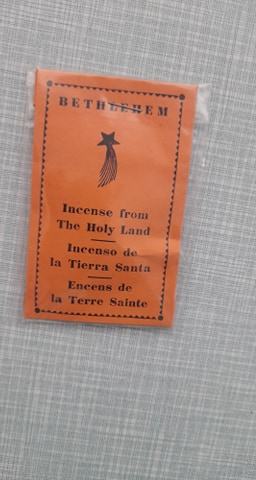 BETHLEHEM
Incense from
The Holy Land
Incenso de
la Tierra Santa
Encens de
la Terre Sainte